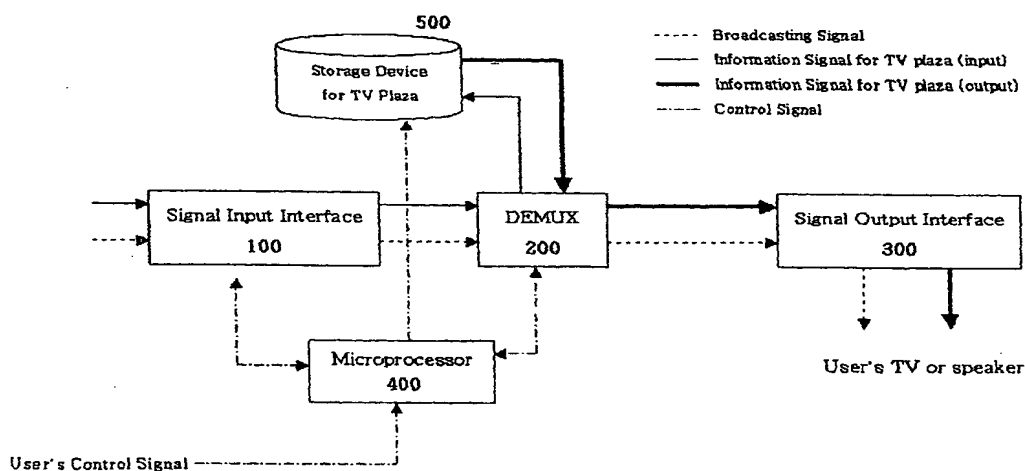 500
Storage Device
for TV Plaza
Broadcasting Signal
Information Signal for TV plaza (input)
Information Signal for TV plaza (output)
Control Signal
Signal Input Interface
100
DEMUX
200
Signal Output Interface
300
Microprocessor
400
User's TV or speaker
User's Control Signal